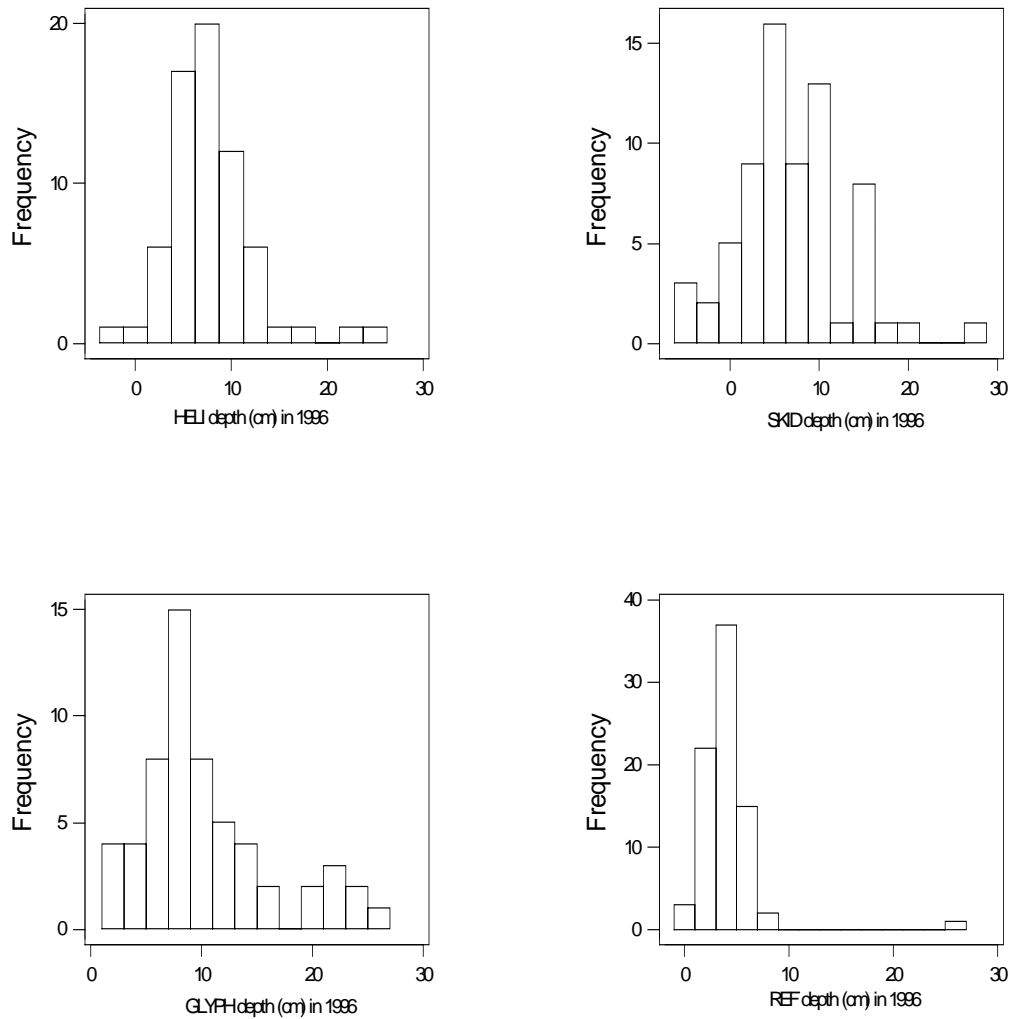 20
10
0
Frequency
0 10 20 30
HELI depth (cm) in 1996
15
10
5
0
Frequency
0 10 20 30
SKID depth (cm) in 1996
15
10
5
0
Frequency
0 10 20 30
GLYPH depth (cm) in 1996
40
30
20
10
0
Frequency
0 10 20 30
REF depth (cm) in 1996